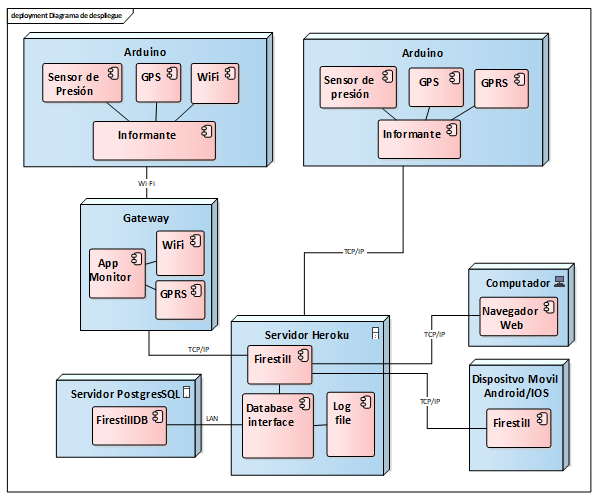 deployment Diagrama de despliegue
Arduino
Sensor de
Presión
GPS
WiFi
Informante
Arduino
Sensor de
presión
GPS
GPRS
Informante
Wi-Fi
TCP/IP
Gateway
App
Monitor
WiFi
GPRS
TCP/IP
Servidor Heroku
Firestill
Database
interface
Log
file
Computador
Navegador
Web
TCP/IP
Dispositvo Movil
Android/IOS
Firestill
TCP/IP
Servidor PostgresSQL
FirestillDB
LAN